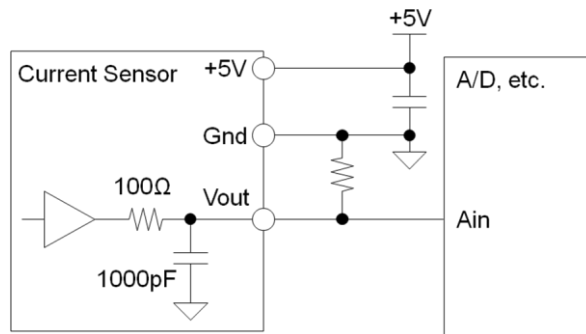 +5V
Current Sensor
+5V
A/D, etc.
Gnd
100Ω
Vout
Ain
1000pF